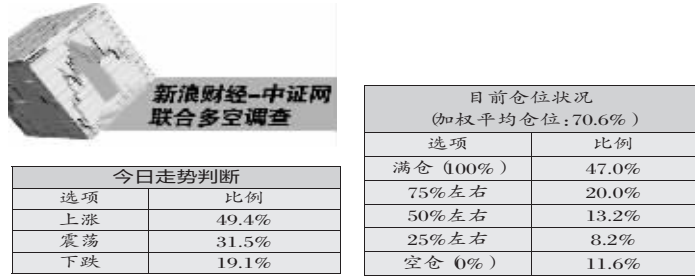 新浪财经-中证网
联合多空调查
今日走势判断
选项 比例
上涨 49.4%
震荡 31.5%
下跌 19.1%
目前仓位状况
(加权平均仓位:70.6%)
选项 比例
满仓(100%) 47.0%
75%左右 20.0%
50%左右 13.2%
25%左右 8.2%
空仓(0%) 11.6%